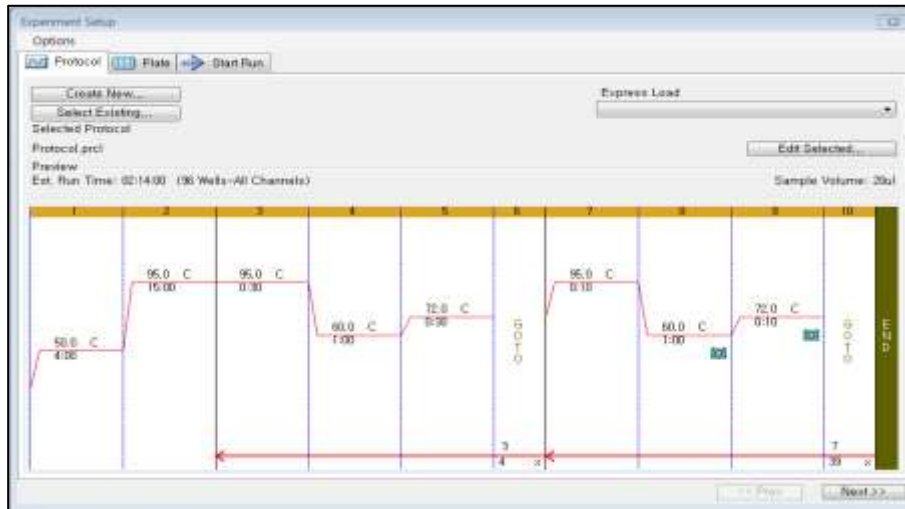 Experiment Setup
Options
Protocol Plate Start Run
Create New... Express Load
Select Existing...
Selected Protocol
Protocol.prcl Edit Selected...
Preview
Est. Run Time: 02:14:00 (96 Wells-All Channels) Sample Volume: 20ul
1 2 3 4 5 6 7 8 9 10
95.0 C 95.0 C 95.0 C
15:00 0:30 0:10
72.0 C 72.0 C
0:30 0:10
60.0 C 60.0 C
1:00 1:00
50.0 C
4:00
GOTO GOTO END
3 7
4 x 39 x
<< Prev Next >>